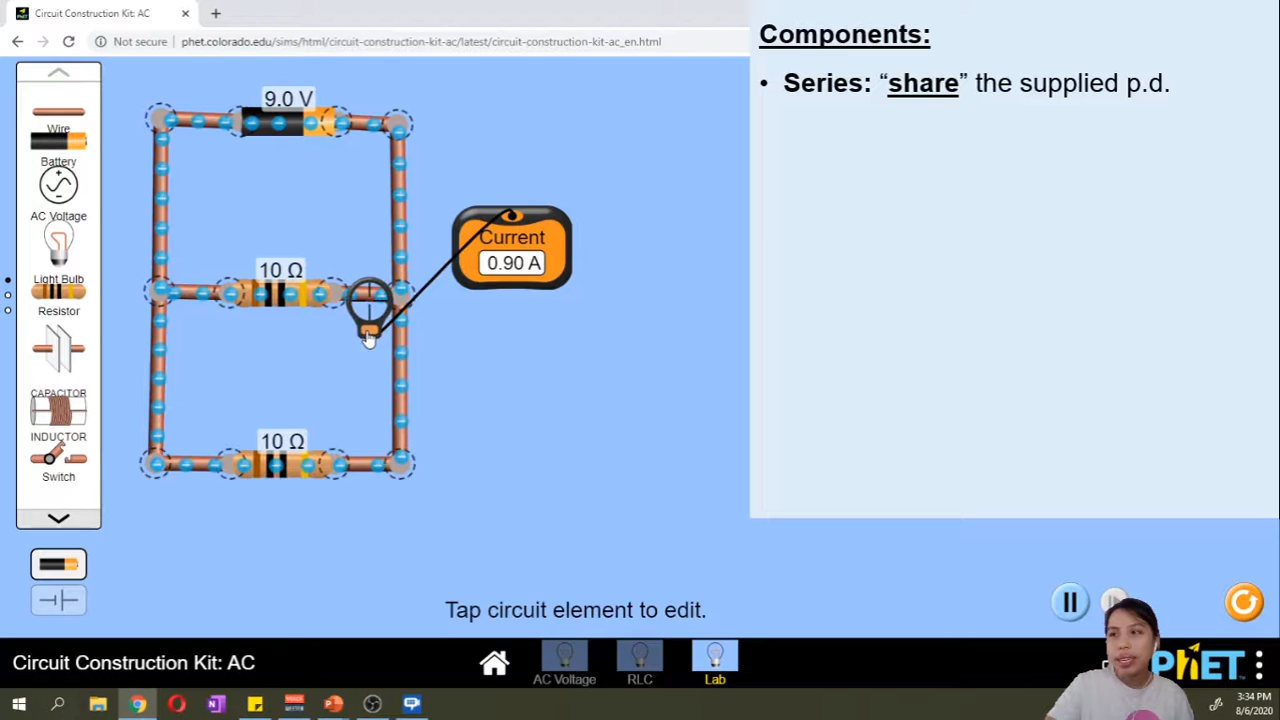 Circuit Construction Kit: AC
Not secure
phet.colorado.edu/sims/html/circuit-construction-kit-ac/latest/circuit-construction-kit-ac_en.html
Components:
• Series: “share” the supplied p.d.
Wire
Battery
AC Voltage
Light Bulb
Resistor
CAPACITOR
INDUCTOR
Switch
9.0 V
10 Ω
Current
0.90 A
10 Ω
Tap circuit element to edit.
Circuit Construction Kit: AC
AC Voltage
RLC
Lab
PhET
3:34 PM
8/6/2020